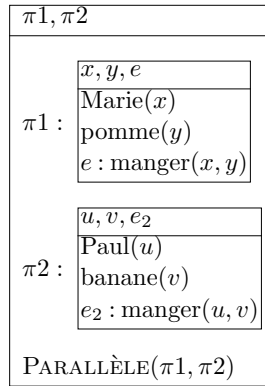 π1, π2
x, y, e
Marie(x)
π1 : pomme(y)
e : manger(x, y)
u, v, e₂
Paul(u)
π2 : banane(v)
e₂ : manger(u, v)
PARALLÈLE(π1, π2)